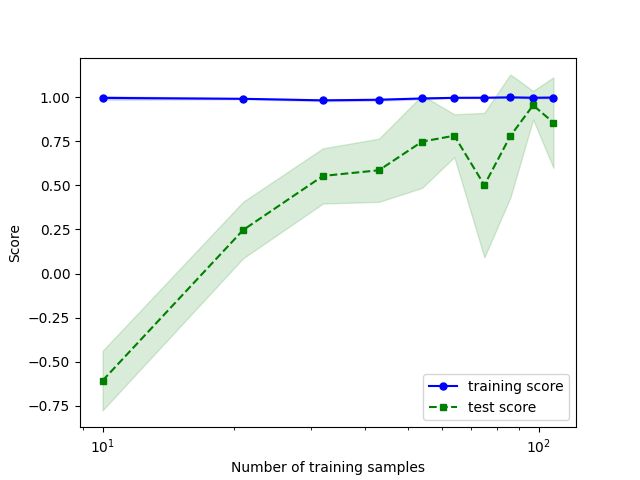 1.00
0.75
0.50
0.25
0.00
−0.25
−0.50
−0.75
Score
10¹
10²
Number of training samples
training score
test score